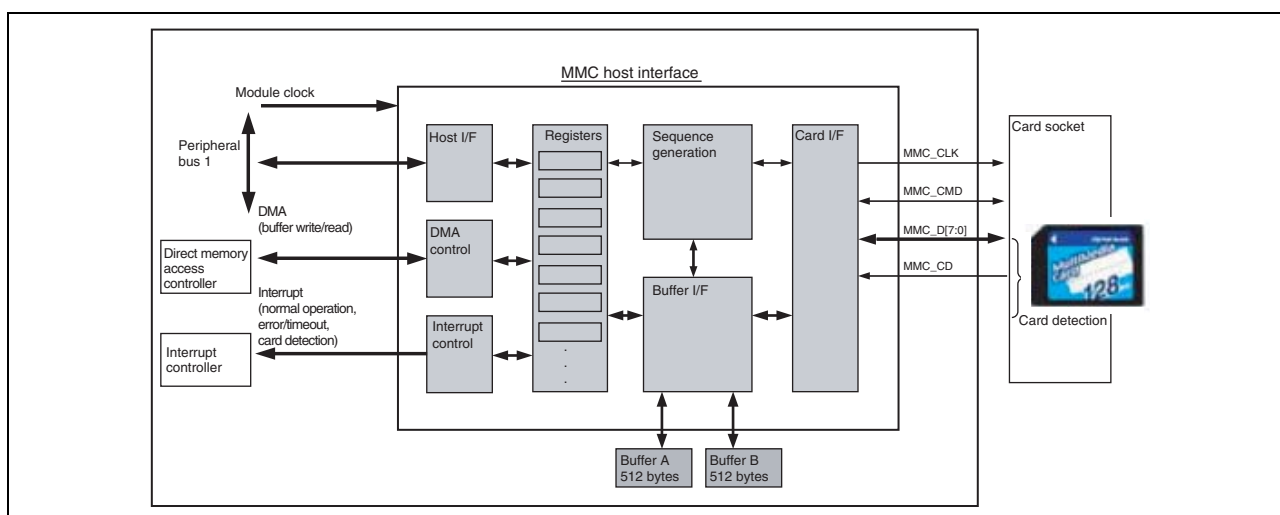 MMC host interface
Module clock
Peripheral
bus 1
Host I/F
Registers
Sequence
generation
Card I/F
Card socket
MMC_CLK
MMC_CMD
MMC_D[7:0]
MMC_CD
DMA
(buffer write/read)
DMA
control
Direct memory
access
controller
Buffer I/F
Interrupt
(normal operation,
error/timeout,
card detection)
Interrupt
control
Interrupt
controller
.
.
.
MultiMedia
Card
128
Card detection
Buffer A
512 bytes
Buffer B
512 bytes